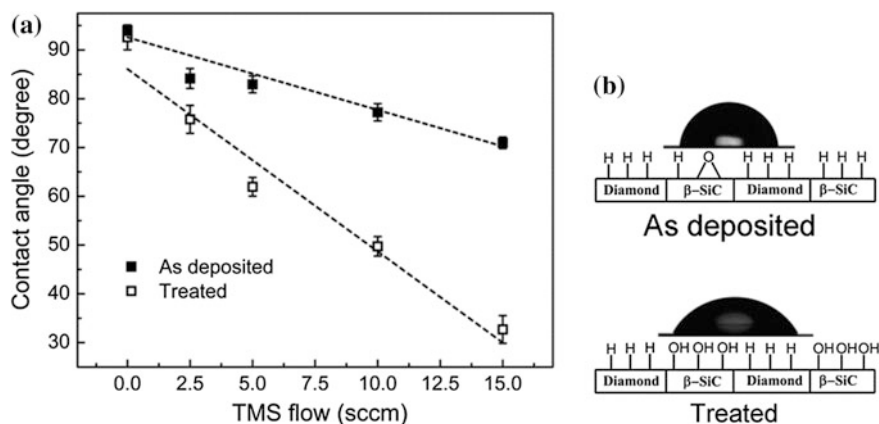 (a)
Contact angle (degree)
90
80
70
60
50
40
30
As deposited
Treated
0.0 2.5 5.0 7.5 10.0 12.5 15.0
TMS flow (sccm)
(b)
H H H H O H H H H H H
Diamond β-SiC Diamond β-SiC
As deposited
H H H OH OH OH H H H OH OH OH
Diamond β-SiC Diamond β-SiC
Treated